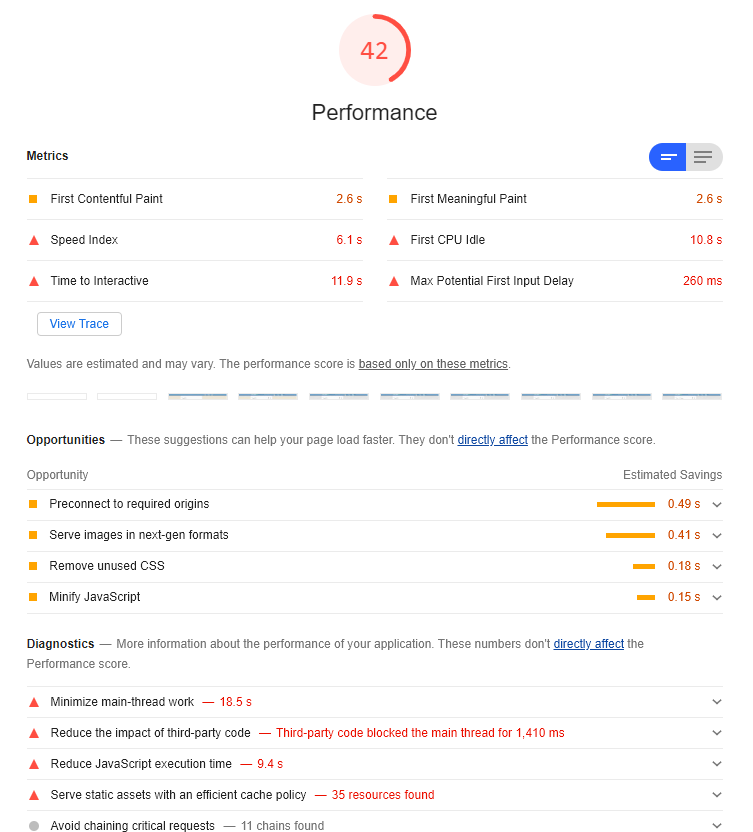 42
Performance
Metrics
First Contentful Paint 2.6 s
First Meaningful Paint 2.6 s
Speed Index 6.1 s
First CPU Idle 10.8 s
Time to Interactive 11.9 s
Max Potential First Input Delay 260 ms
View Trace
Values are estimated and may vary. The performance score is based only on these metrics.
Opportunities — These suggestions can help your page load faster. They don't directly affect the Performance score.
Opportunity Estimated Savings
Preconnect to required origins 0.49 s
Serve images in next-gen formats 0.41 s
Remove unused CSS 0.18 s
Minify JavaScript 0.15 s
Diagnostics — More information about the performance of your application. These numbers don't directly affect the
Performance score.
Minimize main-thread work — 18.5 s
Reduce the impact of third-party code — Third-party code blocked the main thread for 1,410 ms
Reduce JavaScript execution time — 9.4 s
Serve static assets with an efficient cache policy — 35 resources found
Avoid chaining critical requests — 11 chains found